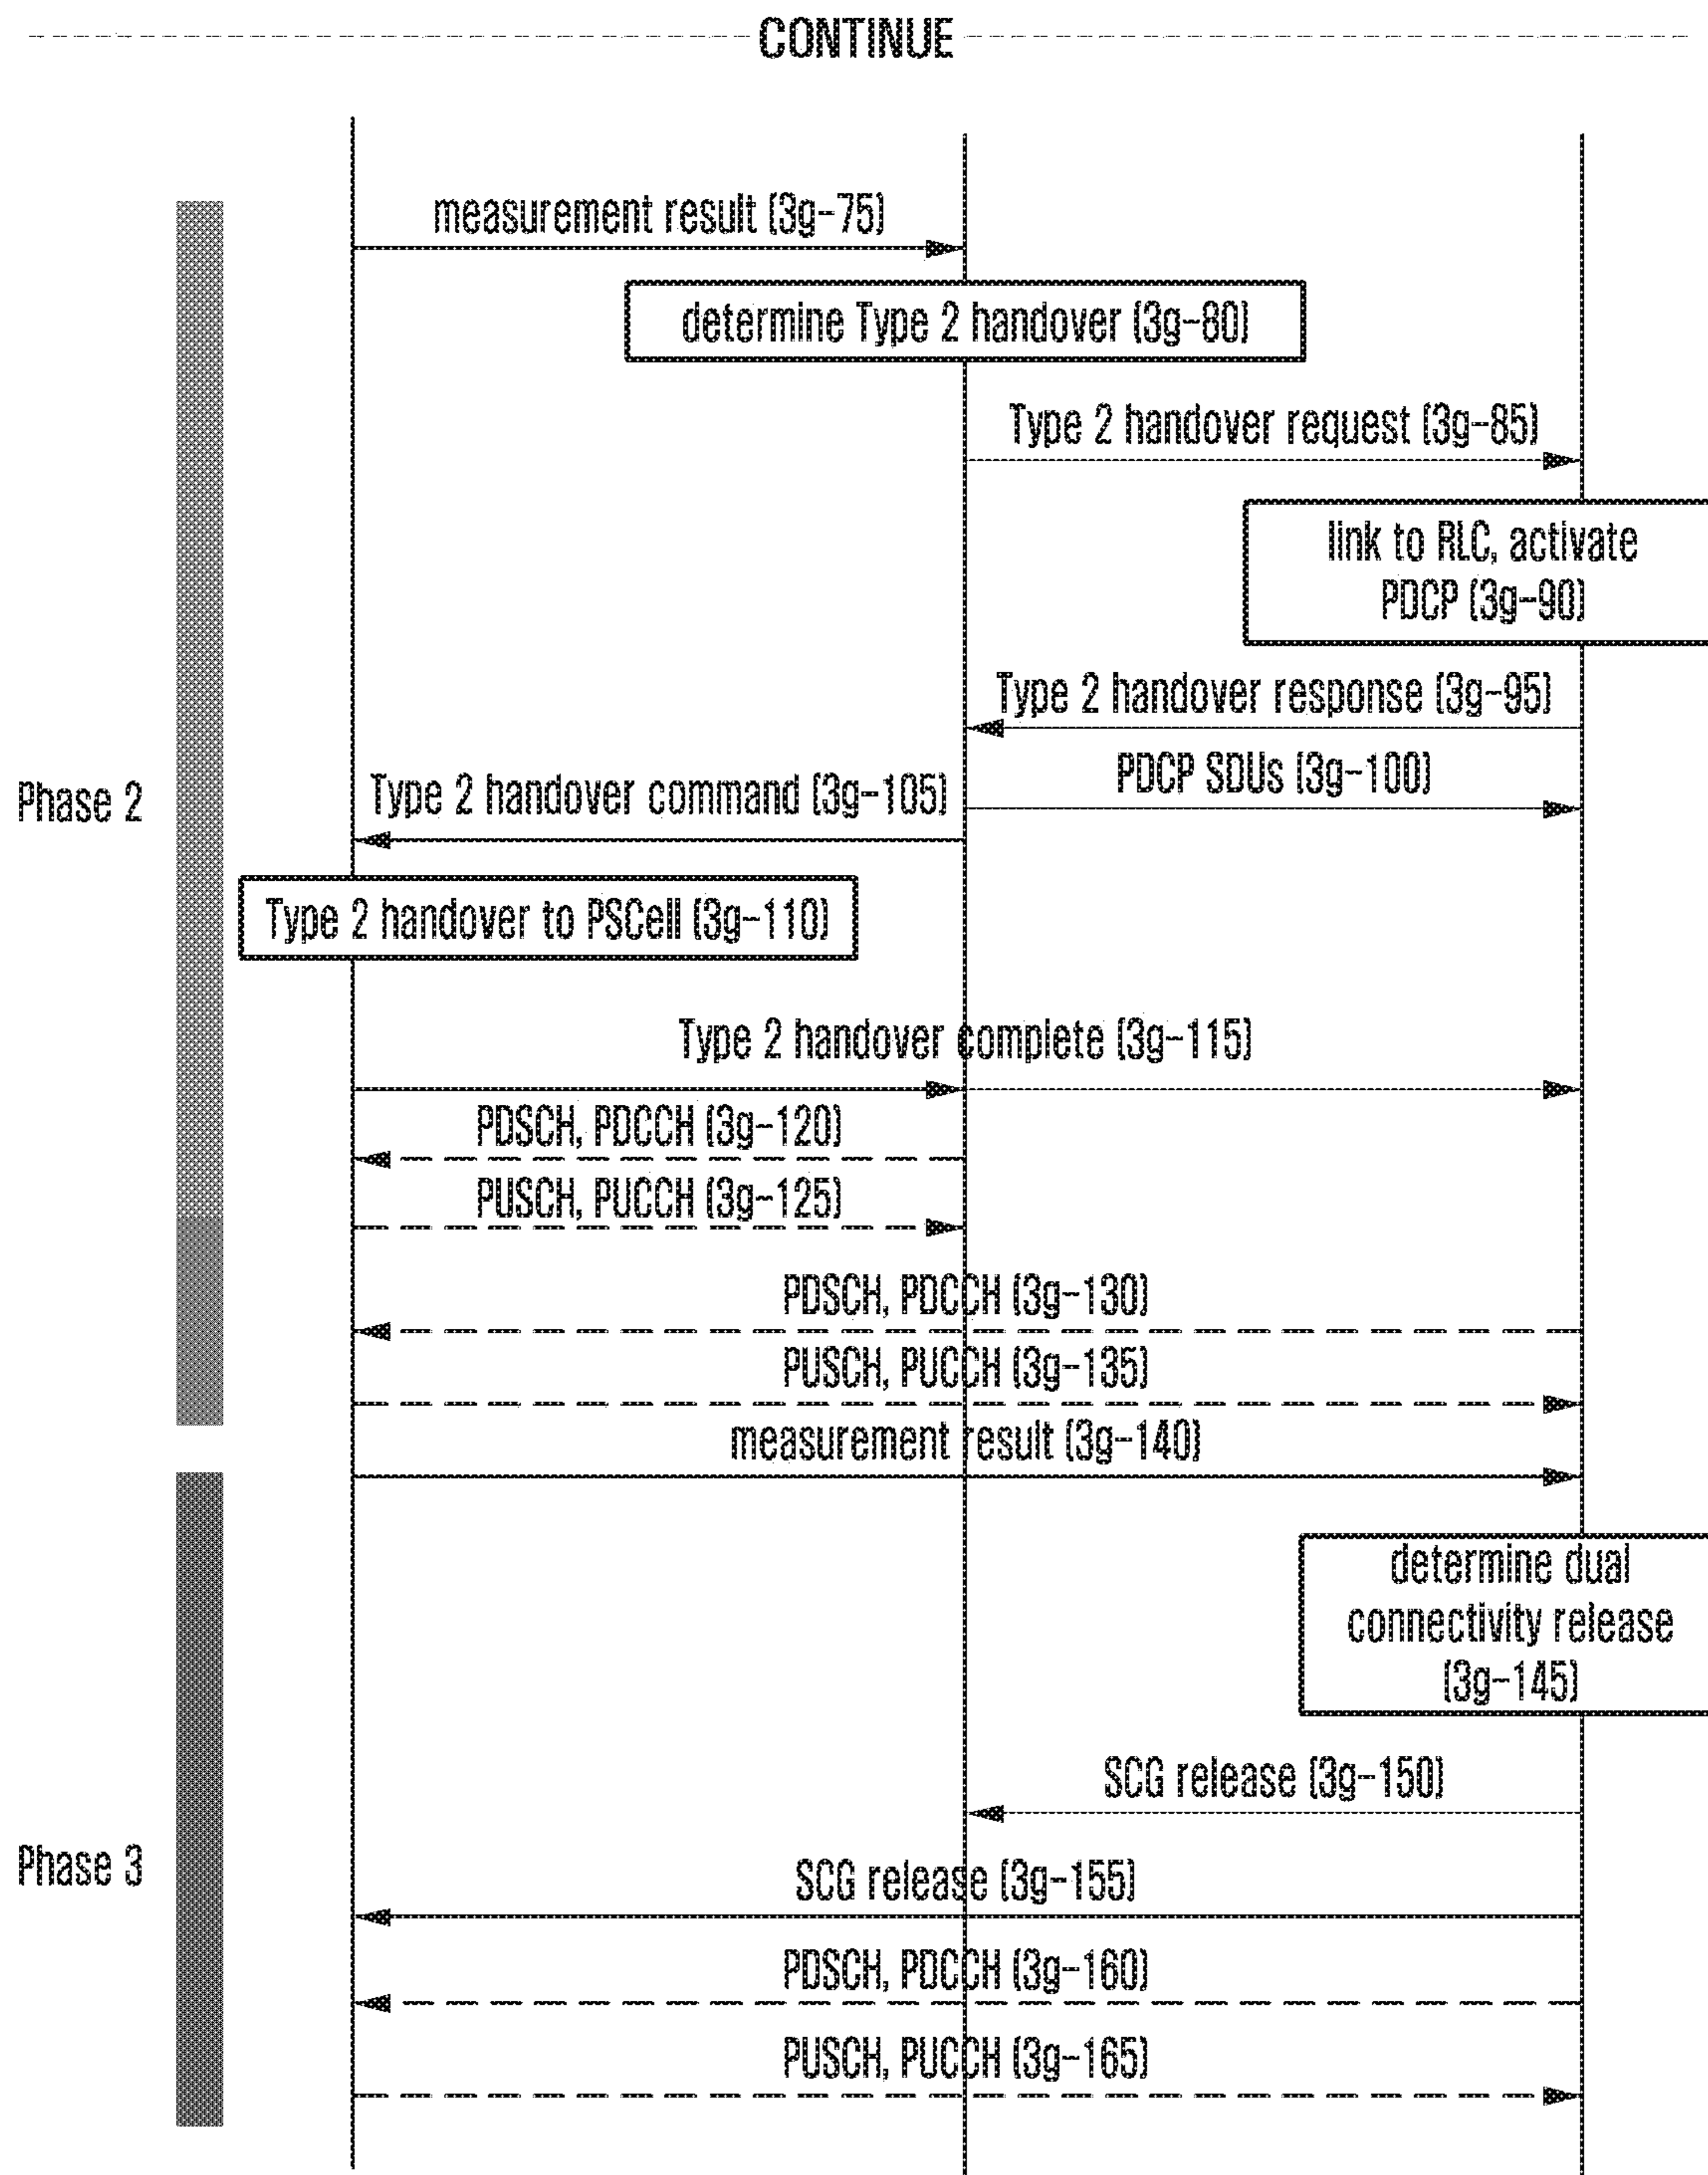 CONTINUE
measurement result (3g-75)
determine Type 2 handover (3g-80)
Type 2 handover request (3g-85)
link to RLC, activate
PDCP (3g-90)
Type 2 handover response (3g-95)
PDCP SDUs (3g-100)
Phase 2
Type 2 handover command (3g-105)
Type 2 handover to PSCell (3g-110)
Type 2 handover complete (3g-115)
PDSCH, PDCCH (3g-120)
PUSCH, PUCCH (3g-125)
PDSCH, PDCCH (3g-130)
PUSCH, PUCCH (3g-135)
measurement result (3g-140)
determine dual
connectivity release
(3g-145)
SCG release (3g-150)
Phase 3
SCG release (3g-155)
PDSCH, PDCCH (3g-160)
PUSCH, PUCCH (3g-165)